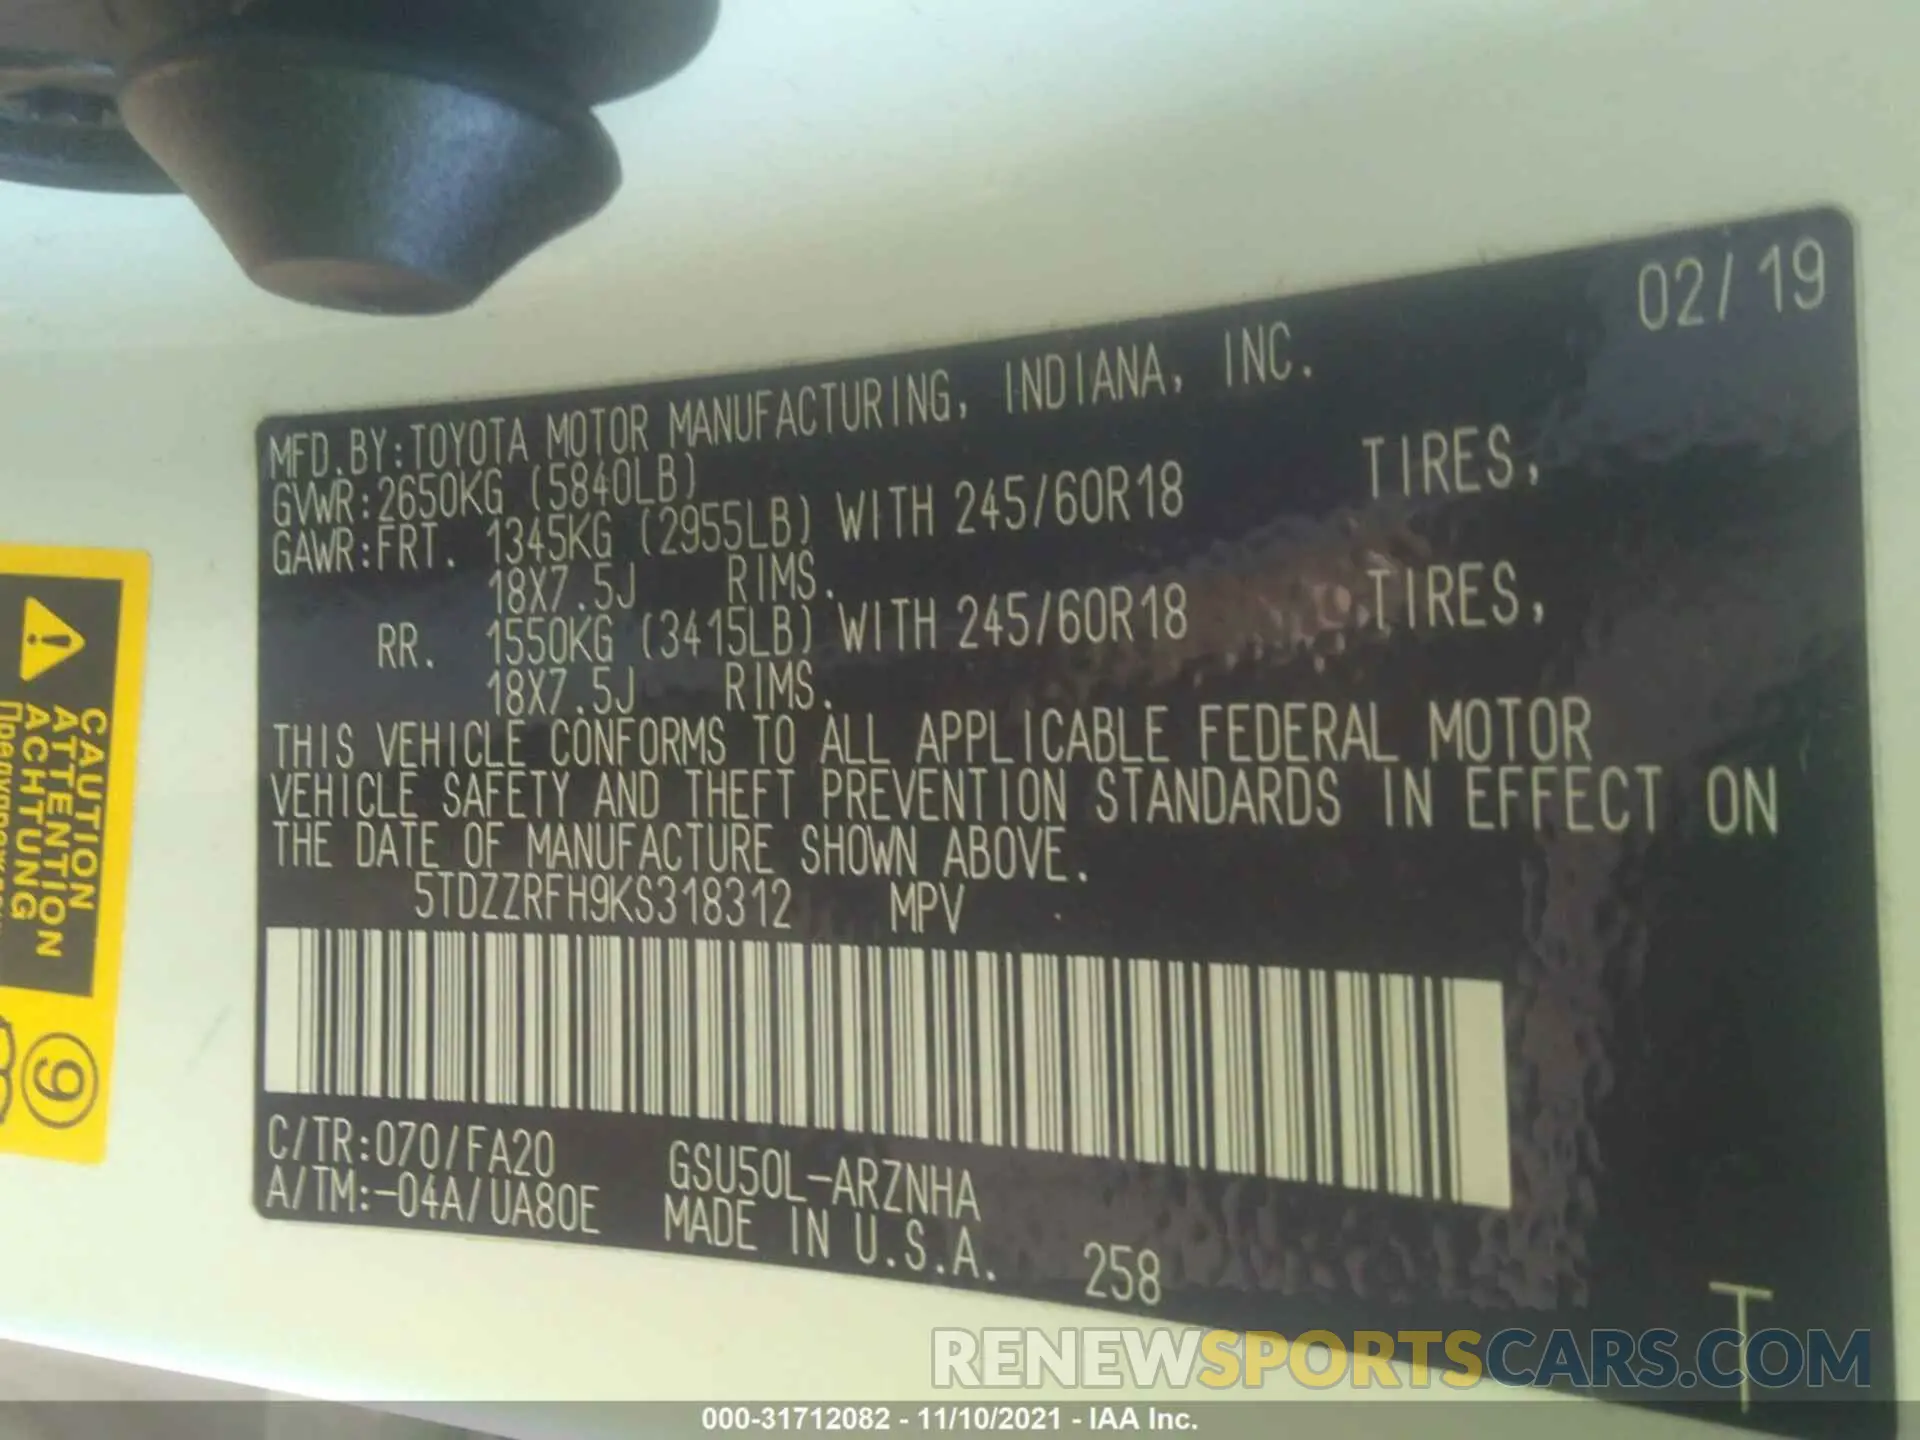 02/19
MFD.BY:TOYOTA MOTOR MANUFACTURING, INDIANA, INC.
GVWR:2650KG (5840LB)
GAWR:FRT. 1345KG (2955LB) WITH 245/60R18 TIRES,
18X7.5J RIMS.
RR. 1550KG (3415LB) WITH 245/60R18 TIRES,
18X7.5J RIMS.
THIS VEHICLE CONFORMS TO ALL APPLICABLE FEDERAL MOTOR
VEHICLE SAFETY AND THEFT PREVENTION STANDARDS IN EFFECT ON
THE DATE OF MANUFACTURE SHOWN ABOVE.
5TDZZRFH9KS318312 MPV
C/TR:070/FA20 GSU50L-ARZNHA
A/TM:-04A/UA80E MADE IN U.S.A. 258
T
CAUTION
ATTENTION
ACHTUNG
9
RENEWSPORTSCARS.COM
000-31712082 - 11/10/2021 - IAA Inc.